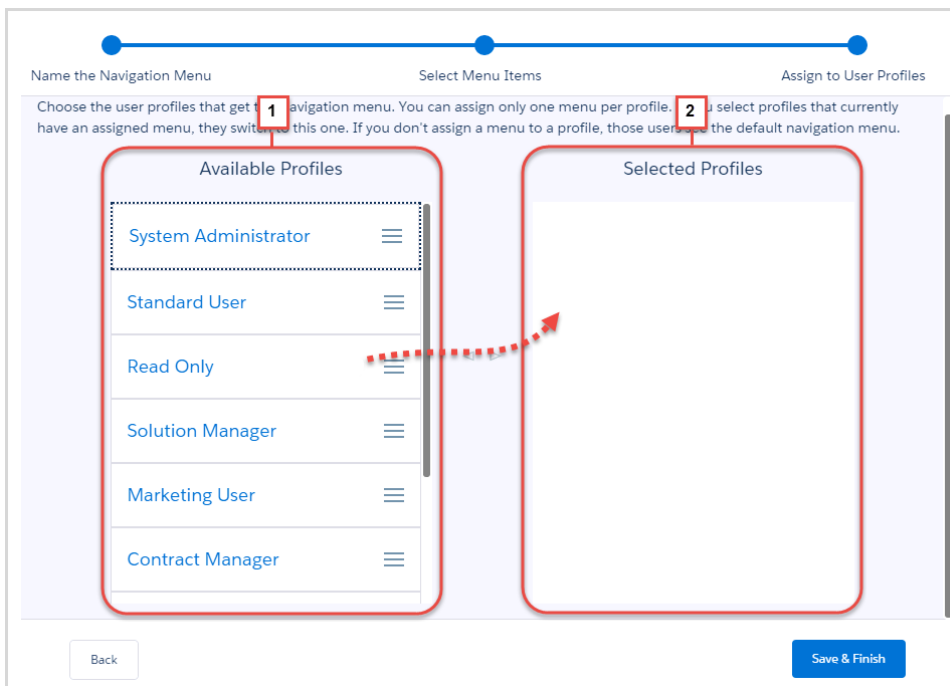 Name the Navigation Menu
Select Menu Items
Assign to User Profiles
Choose the user profiles that get t 1 avigation menu. You can assign only one menu per profile. 2 u select profiles that currently
have an assigned menu, they switch to this one. If you don't assign a menu to a profile, those users see the default navigation menu.
Available Profiles
System Administrator
Standard User
Read Only
Solution Manager
Marketing User
Contract Manager
Selected Profiles
Back
Save & Finish